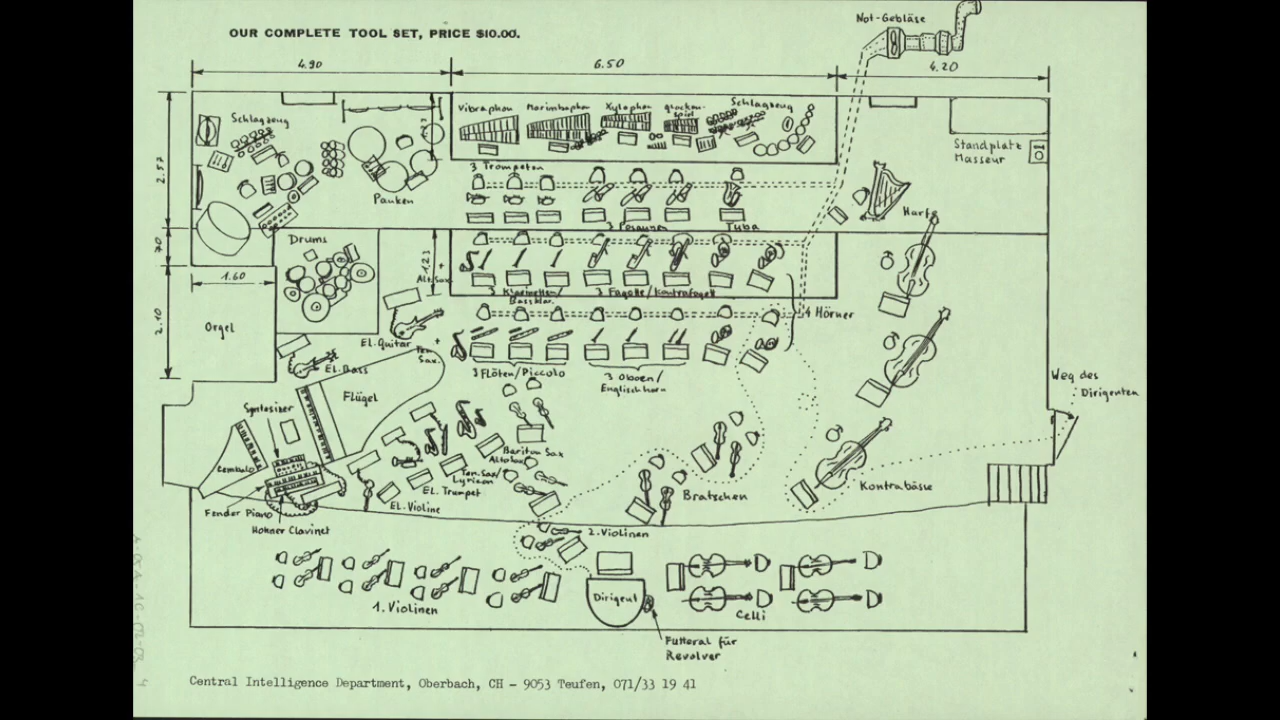 OUR COMPLETE TOOL SET, PRICE $10.00.
Not-Gebläse
4.90
6.50
4.20
Vibraphon
Marimbaphon
Xylophon
Glocken-
spiel
Schlagzeug
Schlagzeug
Standplatz
Masseur
2.57
3 Trompeten
Pauken
Harfe
3 Posaunen
Tuba
Drums
70
1.23
+
Alt.Sax.
1.60
3 Klarinetten/
Bassklar.
3 Fagotte/Kontrafagott
4 Hörner
2.10
Orgel
El.Guitar
+
Ten.
Sax.
El.Bass
3 Flöten/Piccolo
3 Oboen/
Englischhorn
Weg des
Dirigenten
Flügel
Syntesizer
Bariton Sax
Altosax
Cembalo
Ten.Sax/
Lyricon
El. Trumpet
Bratschen
Kontrabässe
El.Violine
Fender Piano
Hohner Clavinet
2.Violinen
Dirigent
1.Violinen
Celli
Futteral für
Revolver
Central Intelligence Department, Oberbach, CH - 9053 Teufen, 071/33 19 41